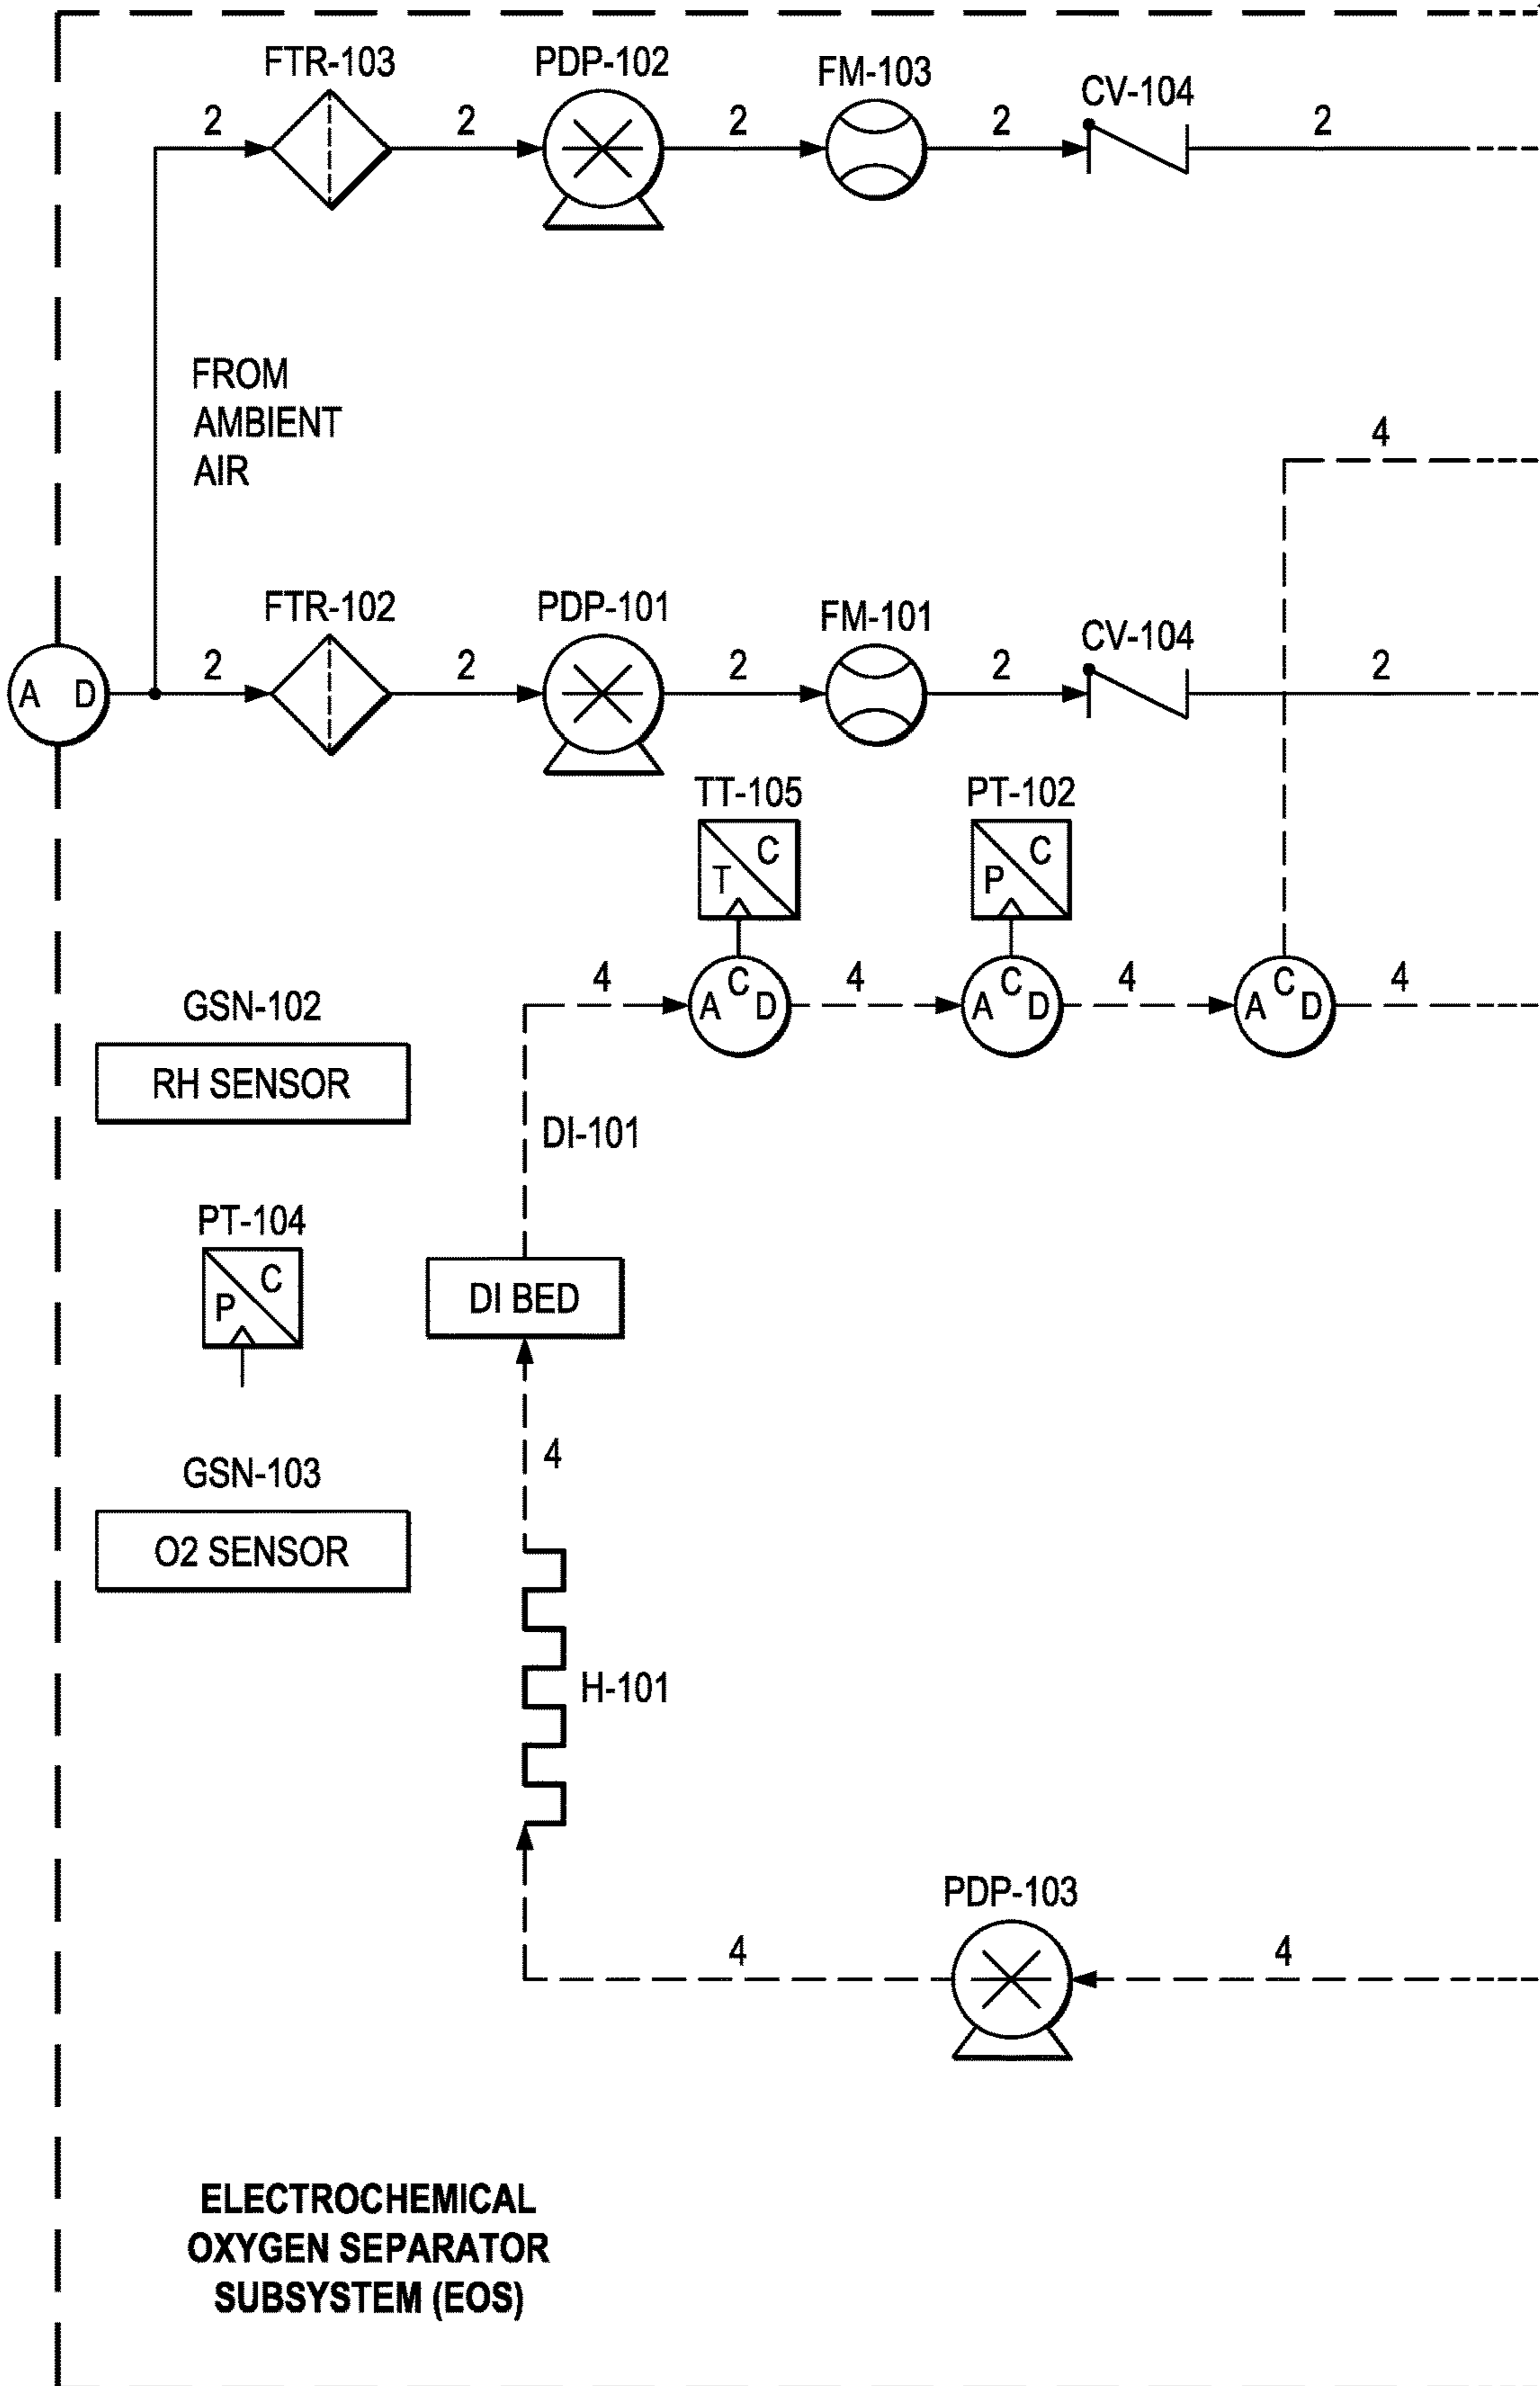 FTR-103
PDP-102
FM-103
CV-104
2
2
2
2
2
FROM
AMBIENT
AIR
4
FTR-102
PDP-101
FM-101
CV-104
A D
2
2
2
2
2
TT-105
PT-102
T C
P C
4
A C D
4
A C D
4
A C D
4
GSN-102
RH SENSOR
DI-101
PT-104
P C
DI BED
4
GSN-103
O2 SENSOR
H-101
PDP-103
4
4
ELECTROCHEMICAL
OXYGEN SEPARATOR
SUBSYSTEM (EOS)